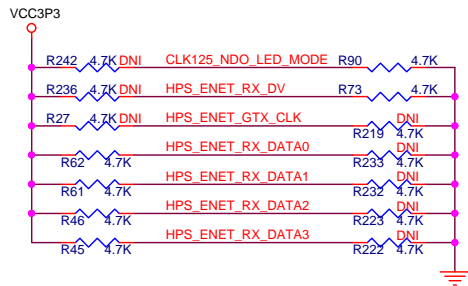 VCC3P3
R242 4.7K DNI CLK125_NDO_LED_MODE R90 4.7K
R236 4.7K DNI HPS_ENET_RX_DV R73 4.7K
R27 4.7K DNI HPS_ENET_GTX_CLK R219 DNI 4.7K
R62 4.7K HPS_ENET_RX_DATA0 R233 DNI 4.7K
R61 4.7K HPS_ENET_RX_DATA1 R232 DNI 4.7K
R46 4.7K HPS_ENET_RX_DATA2 R223 DNI 4.7K
R45 4.7K HPS_ENET_RX_DATA3 R222 DNI 4.7K